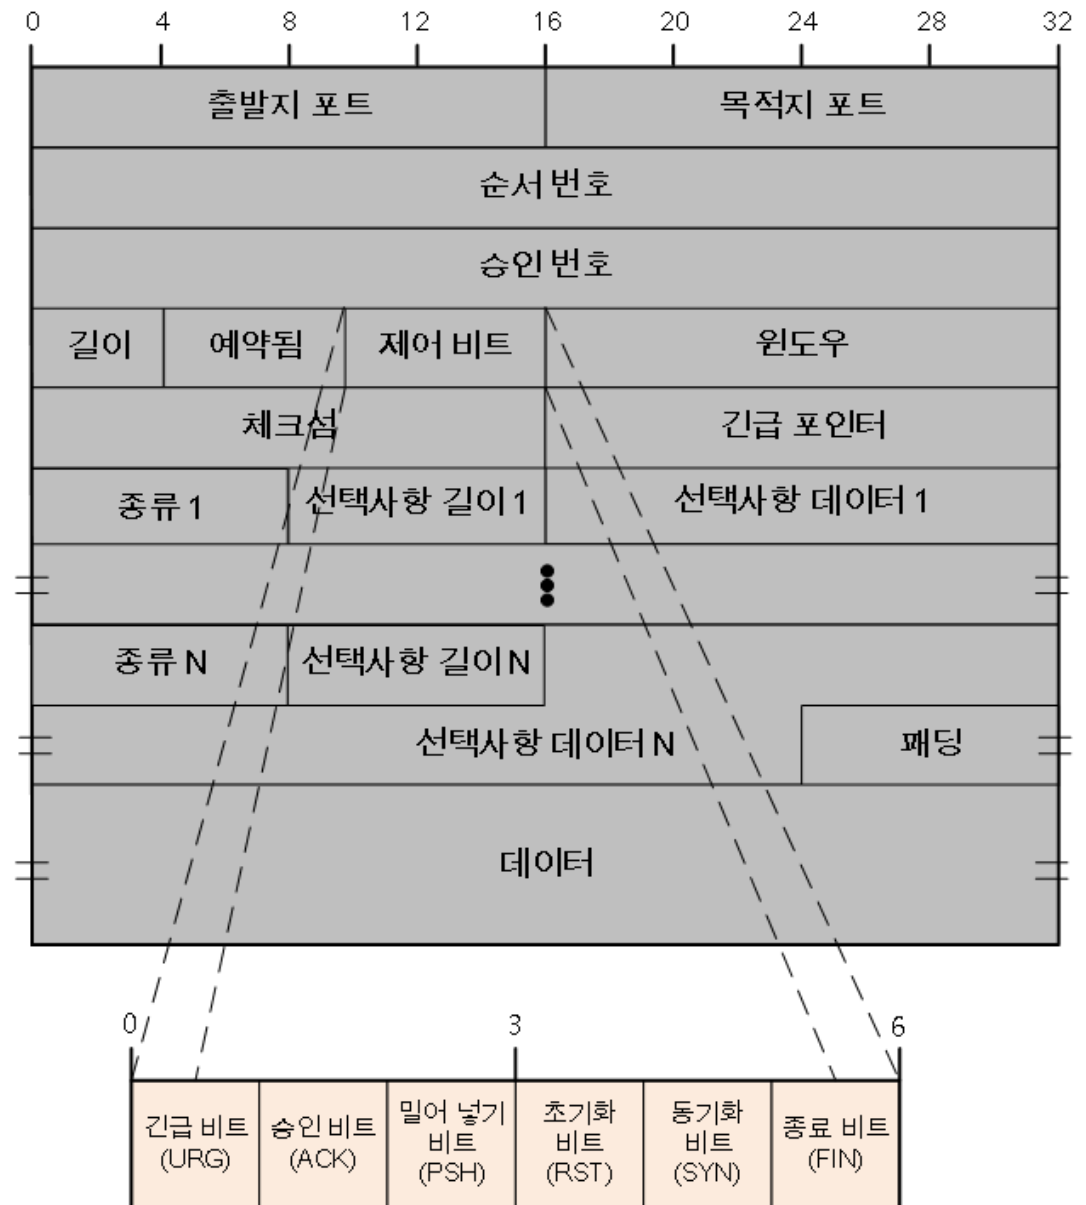 0 4 8 12 16 20 24 28 32
출발지 포트 목적지 포트
순서 번호
승인 번호
길이 예약됨 제어 비트 윈도우
체크섬 긴급 포인터
종류 1 선택사항 길이 1 선택사항 데이터 1
종류 N 선택사항 길이 N
선택사항 데이터 N 패딩
데이터
0 3 6
긴급 비트
(URG)
승인 비트
(ACK)
밀어 넣기
비트
(PSH)
초기화
비트
(RST)
동기화
비트
(SYN)
종료 비트
(FIN)